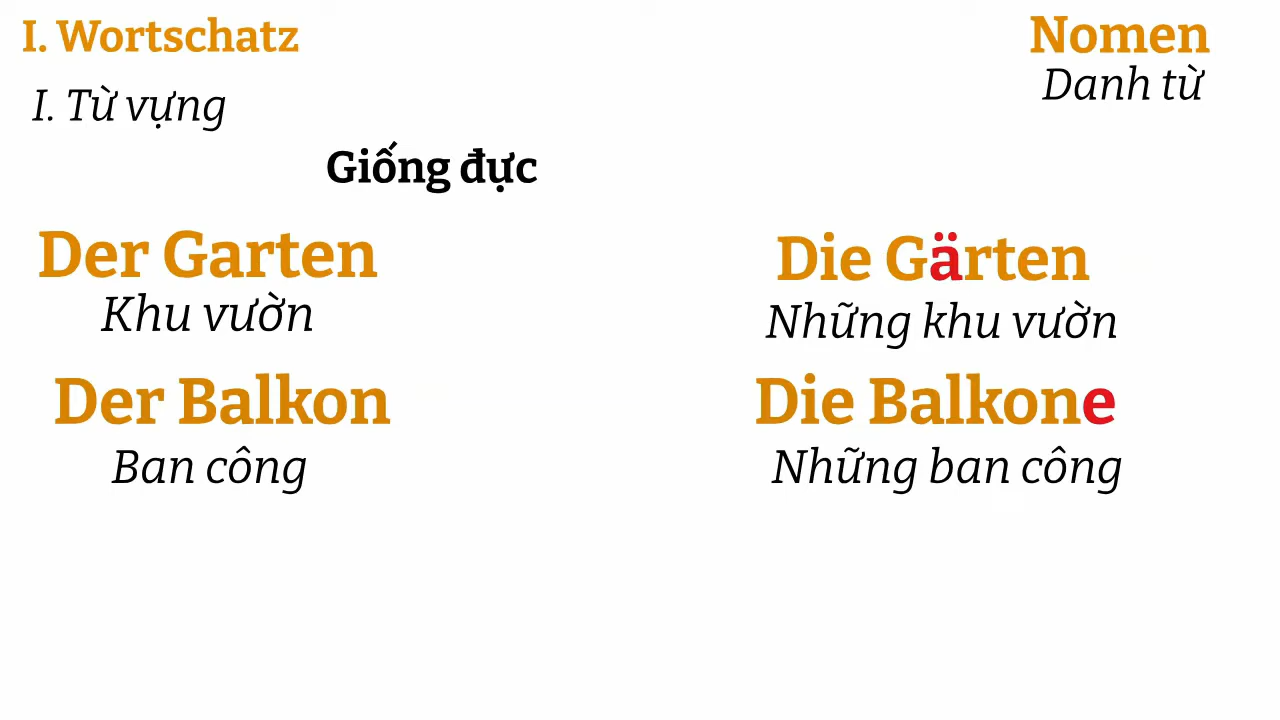 I. Wortschatz
Nomen
I. Từ vựng
Danh từ
Giống đực
Der Garten
Die Gärten
Khu vườn
Những khu vườn
Der Balkon
Die Balkone
Ban công
Những ban công